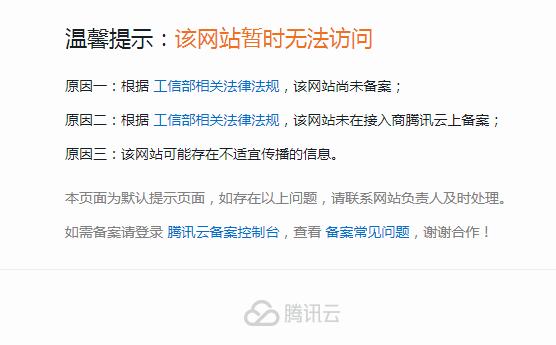 温馨提示：该网站暂时无法访问
原因一：根据 工信部相关法律法规，该网站尚未备案；
原因二：根据 工信部相关法律法规，该网站未在接入商腾讯云上备案；
原因三：该网站可能存在不适宜传播的信息。
本页面为默认提示页面，如存在以上问题，请联系网站负责人及时处理。
如需备案请登录 腾讯云备案控制台，查看 备案常见问题，谢谢合作！
腾讯云